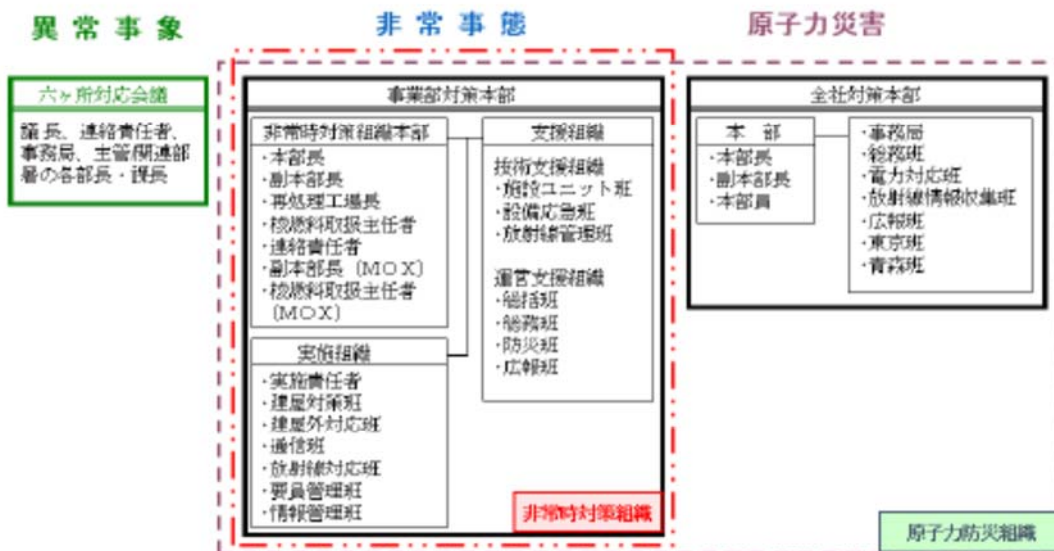 異常事象
非常事態
原子力災害
六ヶ所対応会議
議長、連絡責任者、
事務局、主管/関連部
署の各部長・課長
事業部対策本部
非常時対策組織本部
・本部長
・副本部長
・再処理工場長
・核燃料取扱主任者
・連絡責任者
・副本部長（ＭＯＸ）
・核燃料取扱主任者
（ＭＯＸ）
実施組織
・実施責任者
・建屋対策班
・建屋外対応班
・通信班
・放射線対応班
・要員管理班
・情報管理班
支援組織
技術支援組織
・施設ユニット班
・設備応急班
・放射線管理班
運営支援組織
・総括班
・総務班
・防災班
・広報班
非常時対策組織
全社対策本部
本　部
・本部長
・副本部長
・本部員
・事務局
・総務班
・電力対応班
・放射線情報収集班
・広報班
・東京班
・青森班
原子力防災組織